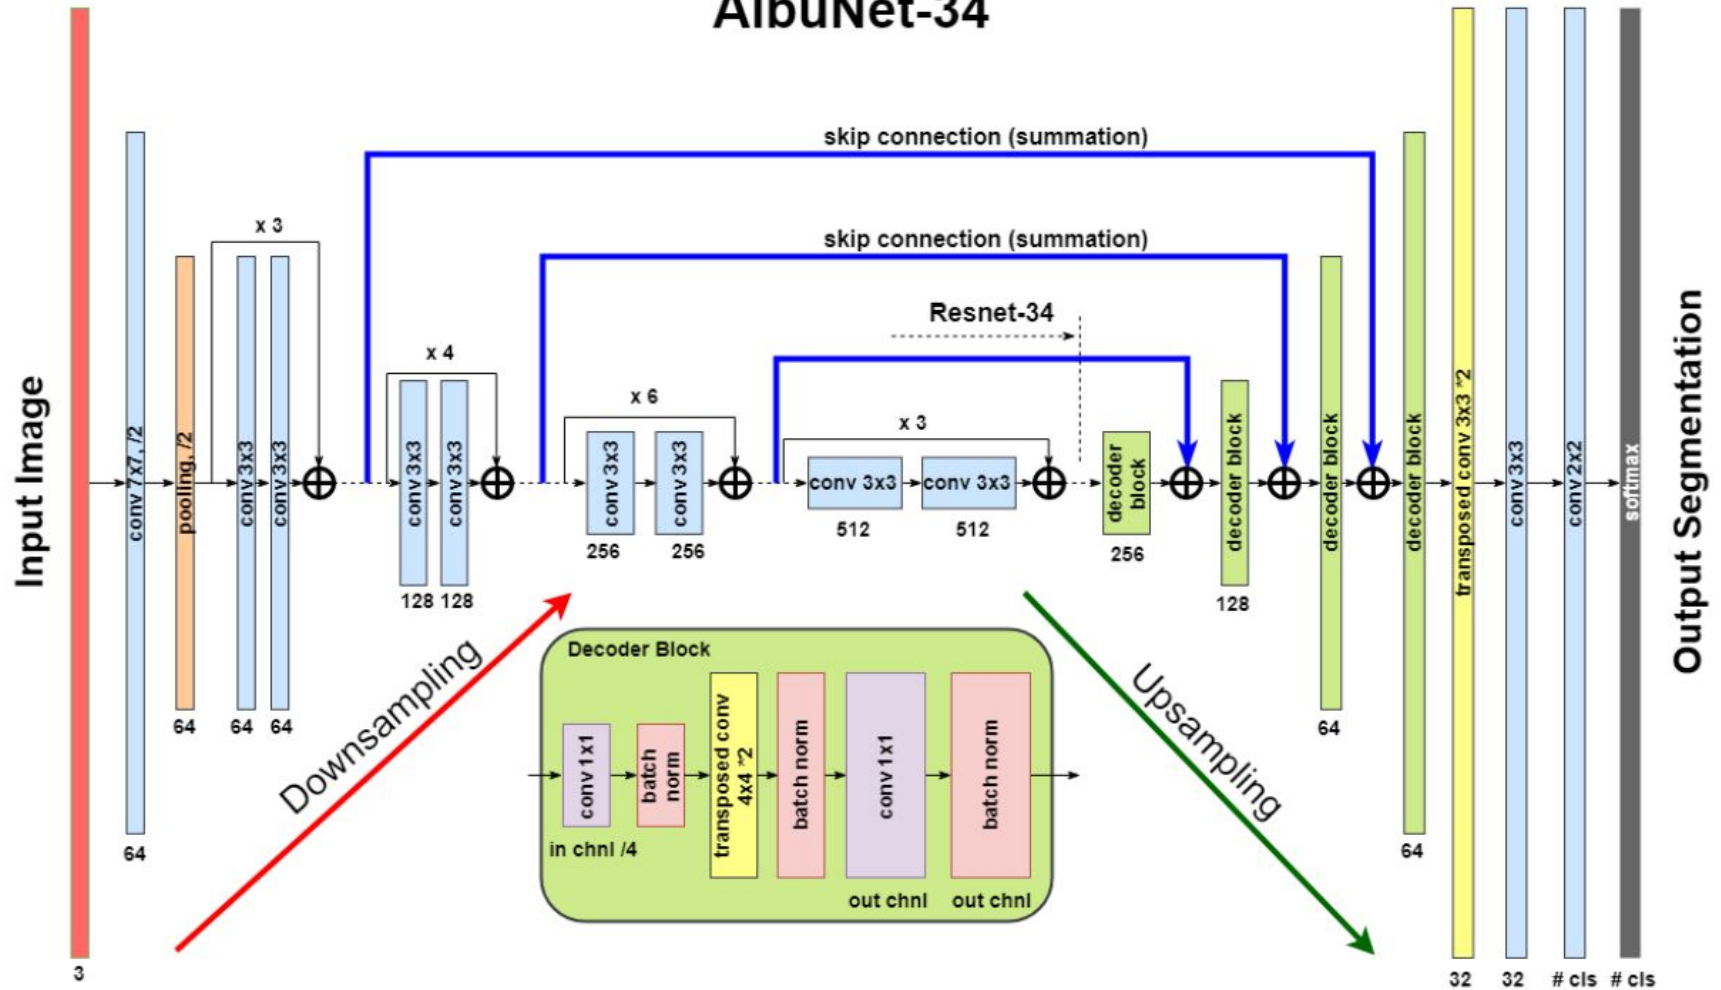 AlbuNet-34
Input Image
3
conv 7x7, /2
64
pooling, /2
64
x 3
conv 3x3
conv 3x3
64
64
skip connection (summation)
skip connection (summation)
x 4
conv 3x3
conv 3x3
128
128
x 6
conv 3x3
conv 3x3
256
256
Resnet-34
x 3
conv 3x3
conv 3x3
512
512
decoder
block
256
decoder block
128
decoder block
64
decoder block
64
transposed conv 3x3 *2
32
conv 3x3
32
conv 2x2
# cls
softmax
# cls
Output Segmentation
Downsampling
Upsampling
Decoder Block
conv 1x1
in chnl /4
batch
norm
transposed conv
4x4 *2
batch norm
conv 1x1
out chnl
batch norm
out chnl